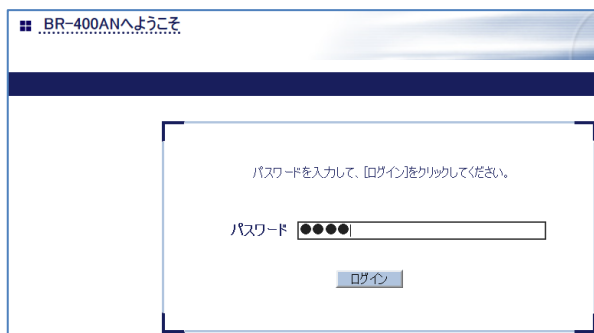 BR-400ANへようこそ
パスワードを入力して、[ログイン]をクリックしてください。
パスワード ●●●●
ログイン